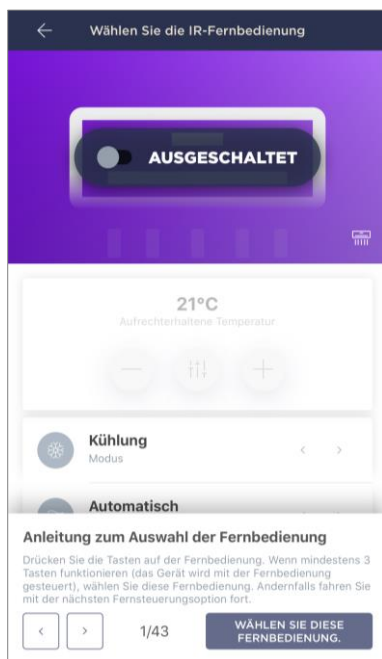 Wählen Sie die IR-Fernbedienung
AUSGESCHALTET
21°C
Aufrechterhaltene Temperatur
Kühlung
Modus
Automatisch
Anleitung zum Auswahl der Fernbedienung
Drücken Sie die Tasten auf der Fernbedienung. Wenn mindestens 3
Tasten funktionieren (das Gerät wird mit der Fernbedienung
gesteuert), wählen Sie diese Fernbedienung. Andernfalls fahren Sie
mit der nächsten Fernsteuerungsoption fort.
1/43
WÄHLEN SIE DIESE
FERNBEDIENUNG.